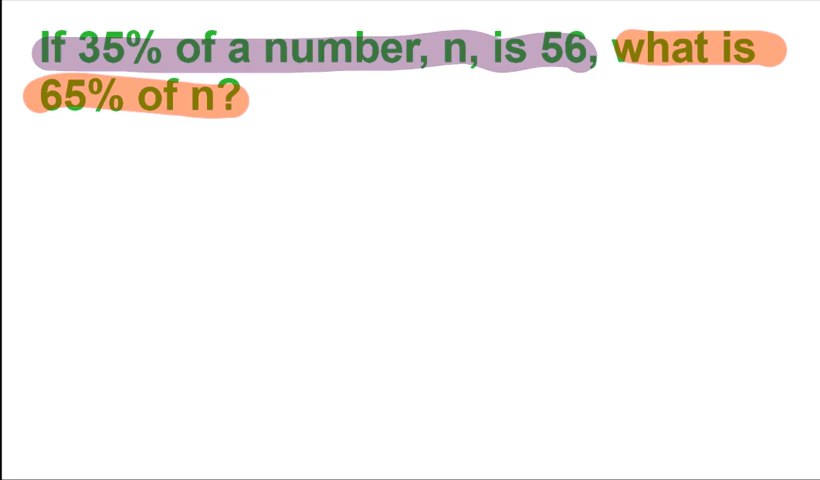 If 35% of a number, n, is 56, what is
65% of n?